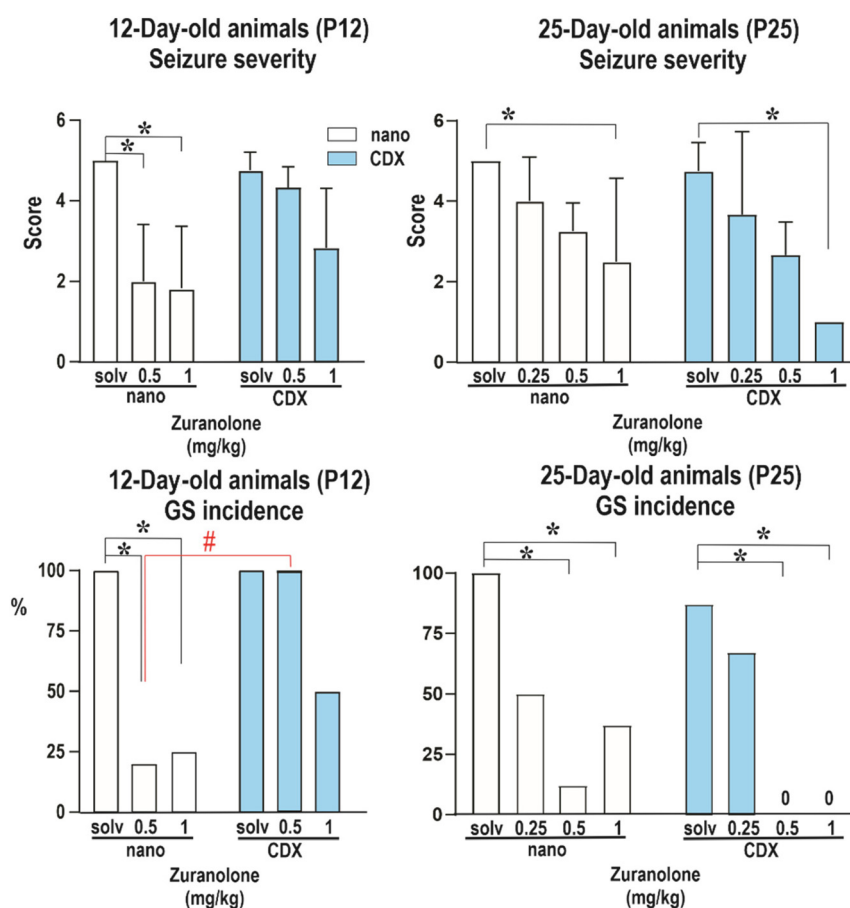 12-Day-old animals (P12)
Seizure severity
6
4
2
0
Score
*
*
nano
CDX
solv 0.5 1
solv 0.5 1
nano
CDX
Zuranolone
(mg/kg)
25-Day-old animals (P25)
Seizure severity
6
4
2
0
Score
*
*
solv 0.25 0.5 1
solv 0.25 0.5 1
nano
CDX
Zuranolone
(mg/kg)
12-Day-old animals (P12)
GS incidence
*
*
#
100
75
50
25
0
%
solv 0.5 1
solv 0.5 1
nano
CDX
Zuranolone
(mg/kg)
25-Day-old animals (P25)
GS incidence
*
*
*
*
100
75
50
25
0
0 0
solv 0.25 0.5 1
solv 0.25 0.5 1
nano
CDX
Zuranolone
(mg/kg)